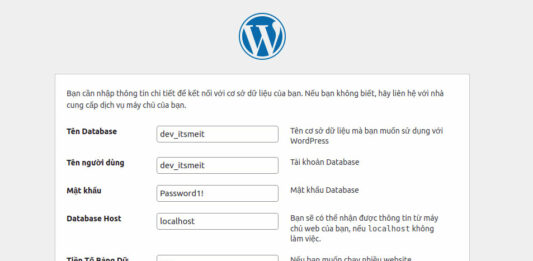 Bạn cần nhập thông tin chi tiết để kết nối với cơ sở dữ liệu của bạn. Nếu bạn không biết, hãy liên hệ với nhà
cung cấp dịch vụ máy chủ của bạn.
Tên Database
dev_itsmeit
Tên cơ sở dữ liệu mà bạn muốn sử dụng với
WordPress
Tên người dùng
dev_itsmeit
Tài khoản Database
Mật khẩu
Password1!
Mật khẩu Database
Database Host
localhost
Bạn sẽ có thể nhận được thông tin từ máy
chủ web của bạn, nếu localhost không
làm việc.
Tiền Tố Bảng Dữ
Nếu bạn muốn chạy nhiều website